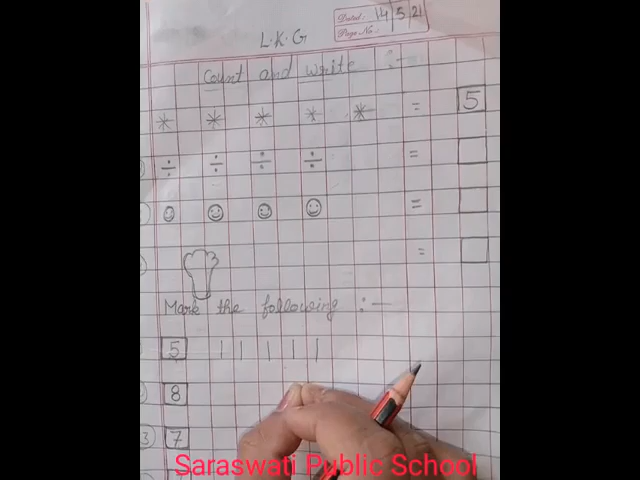 L.K.G
Dated: 14 5 21
Page No.:
Count and Write :-
* * * * * = 5
÷ ÷ ÷ ÷ =
☺ ☺ ☺ ☺ =
=
Mark the following :-
5 | | | | |
8
3 7
Saraswati Public School